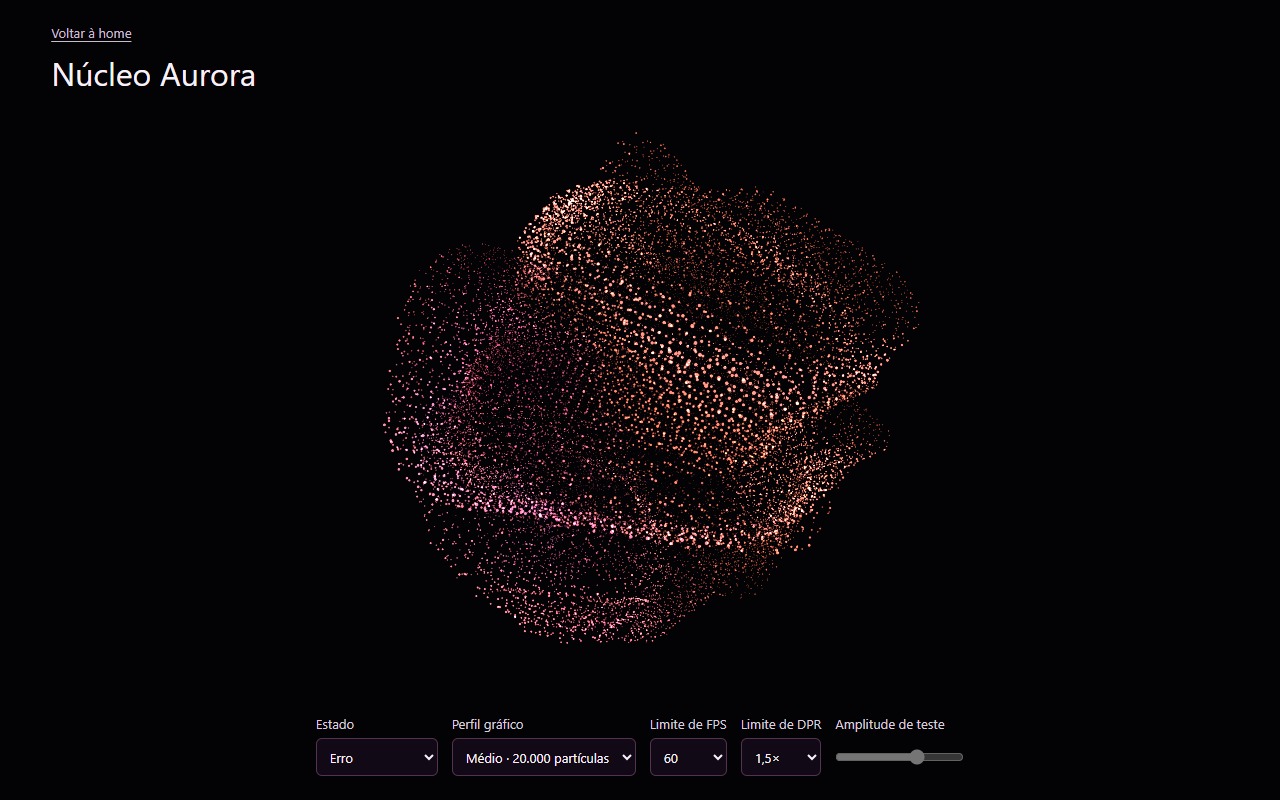 Voltar à home
Núcleo Aurora
Estado
Perfil gráfico
Limite de FPS
Limite de DPR
Amplitude de teste
Erro
Médio · 20.000 partículas
60
1,5×